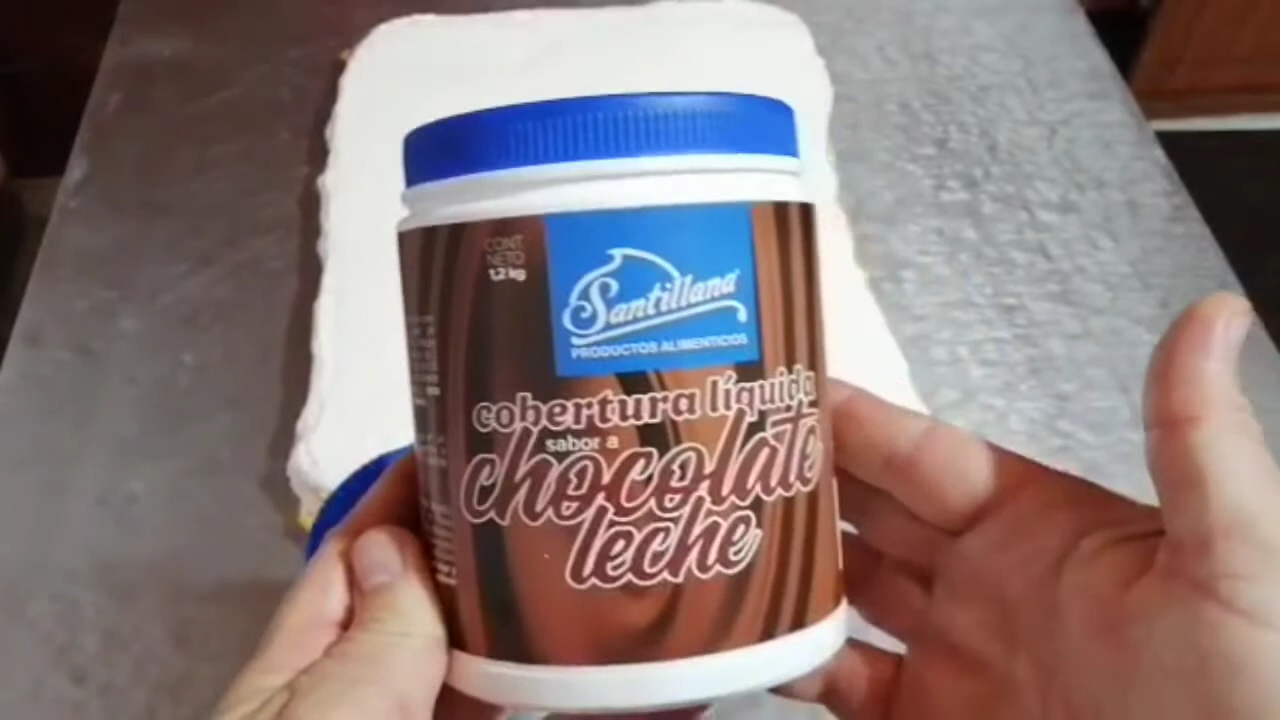 CONT.
NETO
1,2 kg
Santillana
PRODUCTOS ALIMENTICIOS
cobertura líquida
sabor a
chocolate
leche